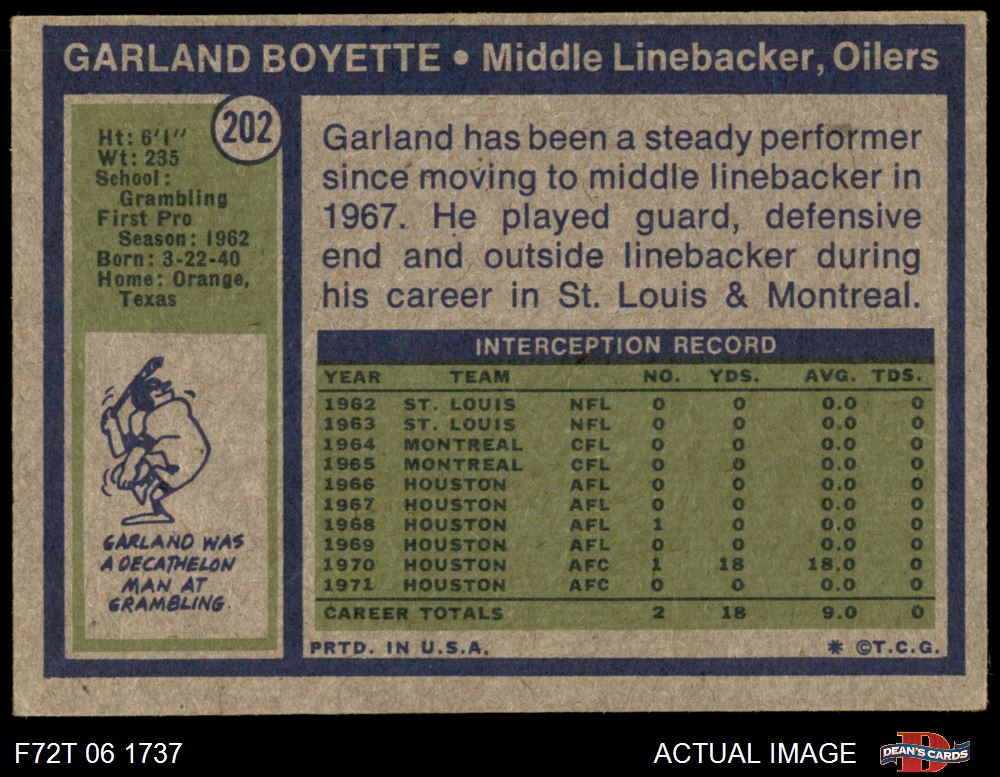 GARLAND BOYETTE • Middle Linebacker, Oilers
202
Ht: 6'1"
Wt: 235
School:
Grambling
First Pro
Season: 1962
Born: 3-22-40
Home: Orange,
Texas
GARLAND WAS
A DECATHELON
MAN AT
GRAMBLING.
Garland has been a steady performer
since moving to middle linebacker in
1967. He played guard, defensive
end and outside linebacker during
his career in St. Louis & Montreal.
INTERCEPTION RECORD
YEAR TEAM NO. YDS. AVG. TDS.
1962 ST. LOUIS NFL 0 0 0.0 0
1963 ST. LOUIS NFL 0 0 0.0 0
1964 MONTREAL CFL 0 0 0.0 0
1965 MONTREAL CFL 0 0 0.0 0
1966 HOUSTON AFL 0 0 0.0 0
1967 HOUSTON AFL 0 0 0.0 0
1968 HOUSTON AFL 1 0 0.0 0
1969 HOUSTON AFL 0 0 0.0 0
1970 HOUSTON AFC 1 18 18.0 0
1971 HOUSTON AFC 0 0 0.0 0
CAREER TOTALS 2 18 9.0 0
PRTD. IN U.S.A. * ©T.C.G.
F72T 06 1737 ACTUAL IMAGE DEAN'S CARDS